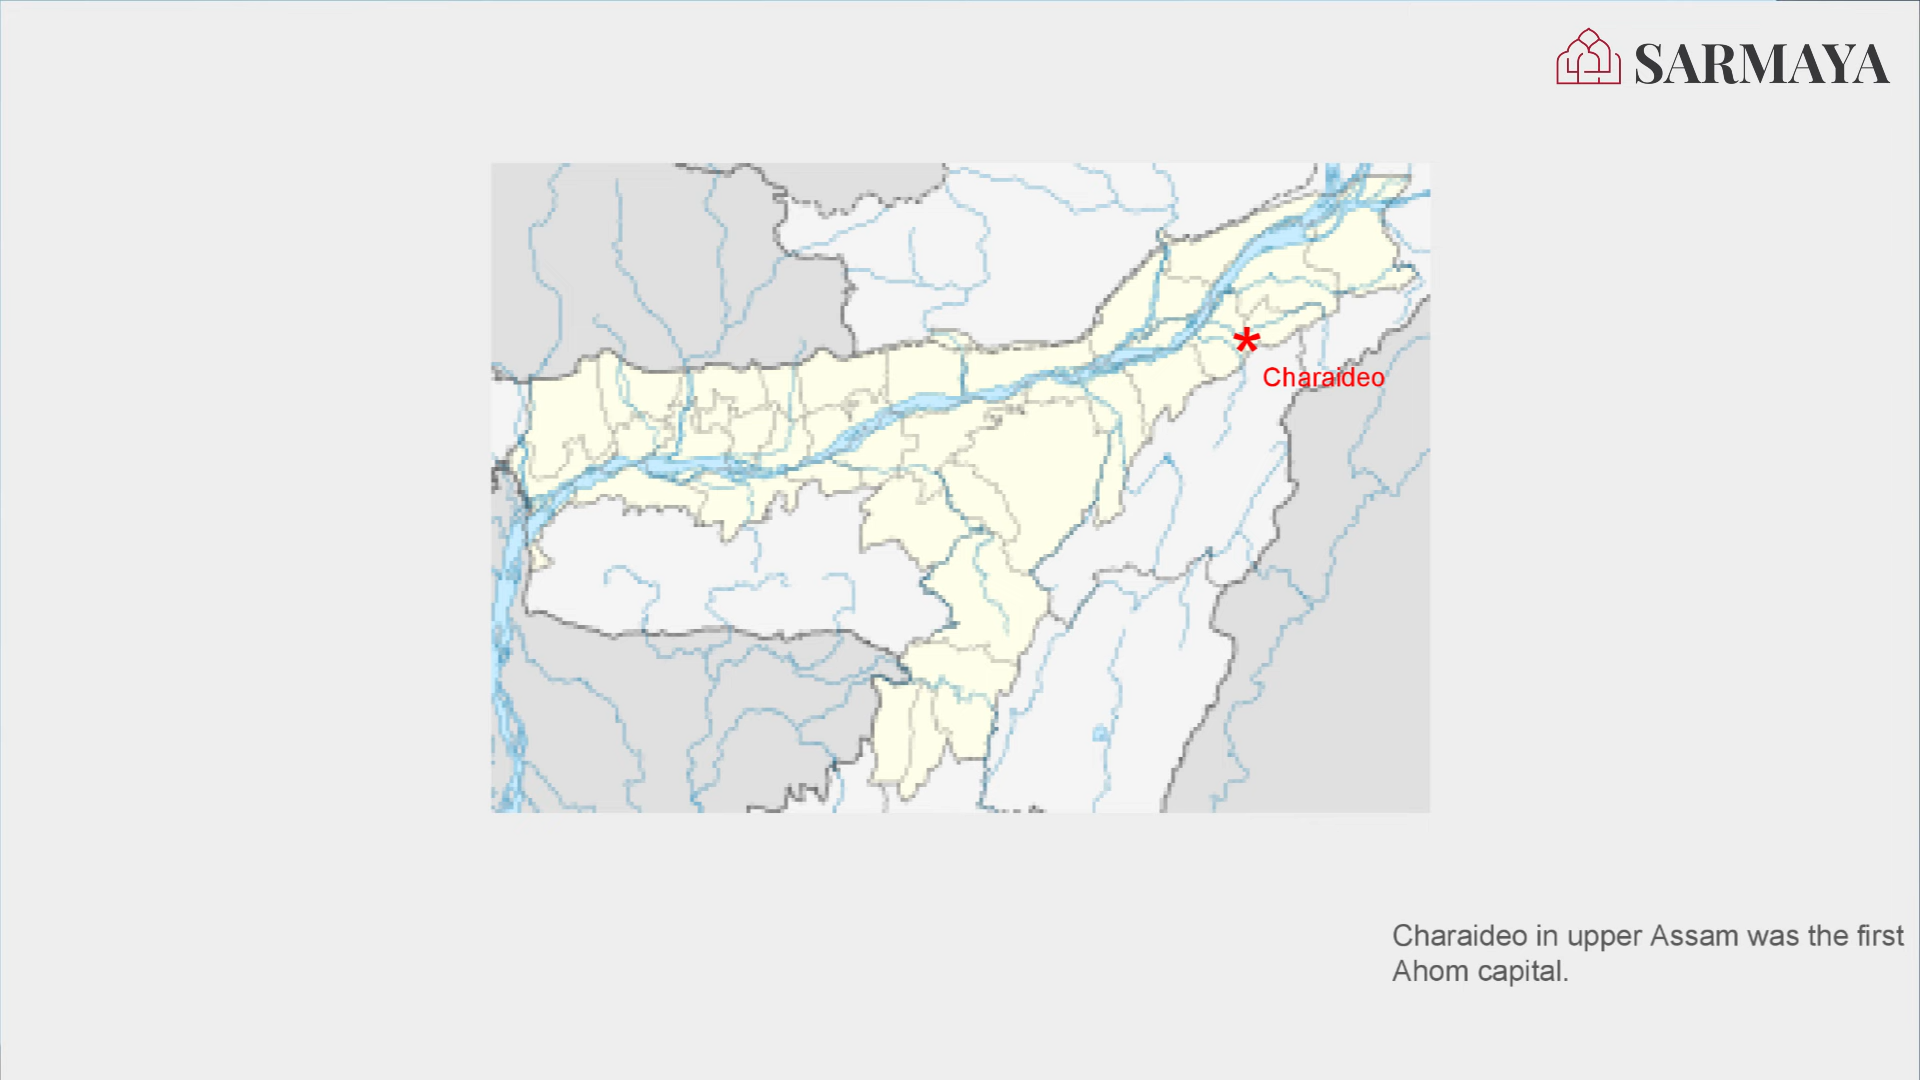 SARMAYA
Charaideo
Charaideo in upper Assam was the first
Ahom capital.